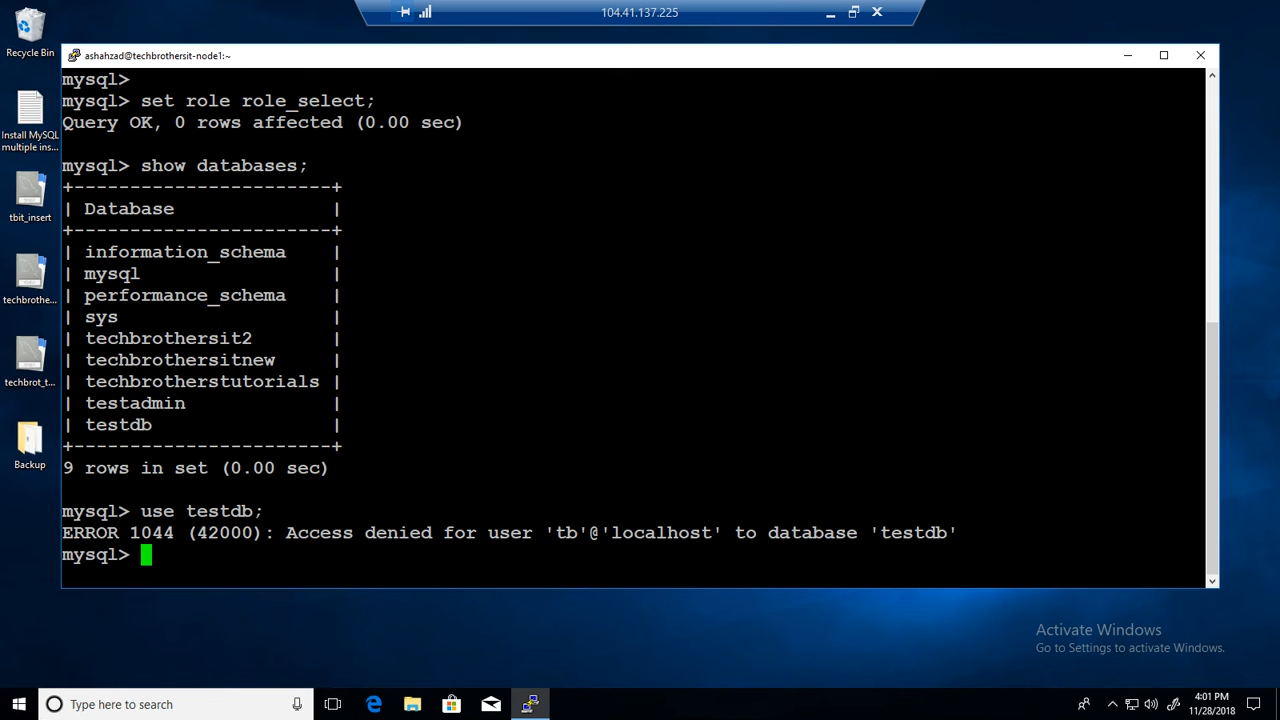 104.41.137.225
Recycle Bin
Install MySQL
multiple ins...
tbit_insert
techbrothe...
techbrot_t...
Backup
ashahzad@techbrothersit-node1:~
mysql>
mysql> set role role_select;
Query OK, 0 rows affected (0.00 sec)
mysql> show databases;
+------------------------+
| Database               |
+------------------------+
| information_schema     |
| mysql                  |
| performance_schema     |
| sys                    |
| techbrothersit2        |
| techbrothersitnew      |
| techbrotherstutorials  |
| testadmin              |
| testdb                 |
+------------------------+
9 rows in set (0.00 sec)
mysql> use testdb;
ERROR 1044 (42000): Access denied for user 'tb'@'localhost' to database 'testdb'
mysql>
Activate Windows
Go to Settings to activate Windows.
Type here to search
4:01 PM
11/28/2018